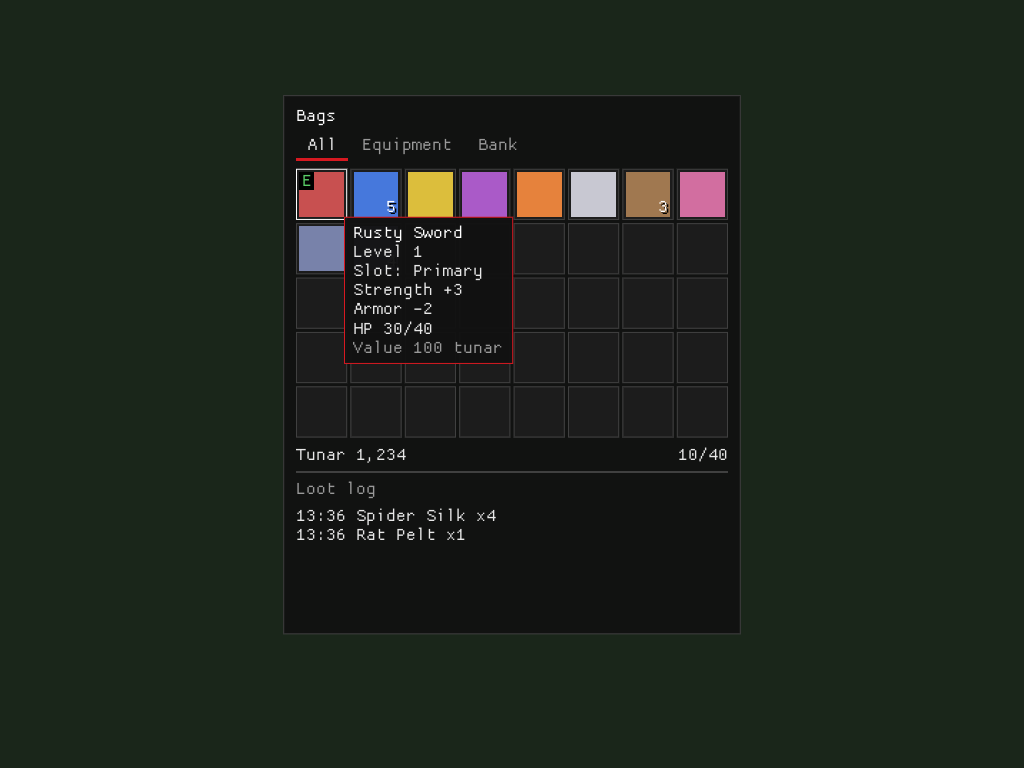 Bags
All Equipment Bank
E
5
3
Rusty Sword
Level 1
Slot: Primary
Strength +3
Armor -2
HP 30/40
Value 100 tunar
Tunar 1,234 10/40
Loot log
13:36 Spider Silk x4
13:36 Rat Pelt x1